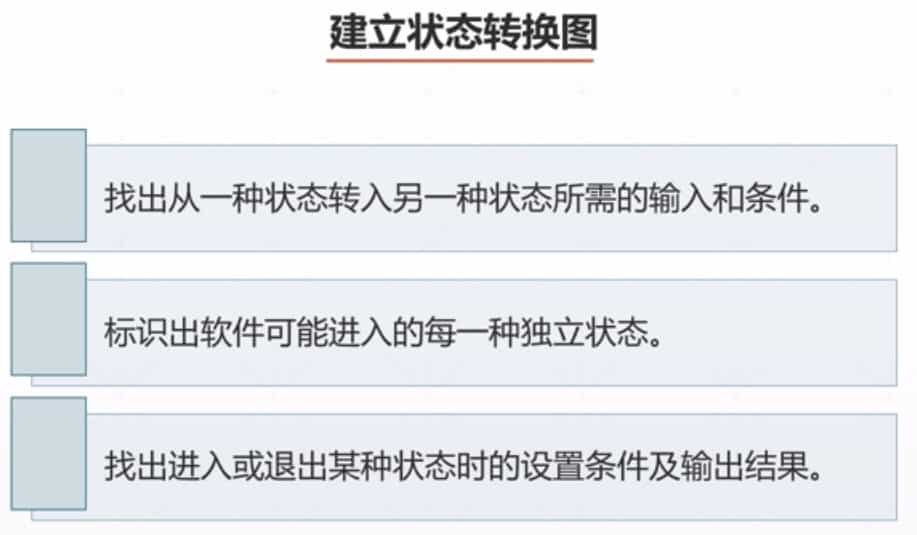 建立状态转换图
找出从一种状态转入另一种状态所需的输入和条件。
标识出软件可能进入的每一种独立状态。
找出进入或退出某种状态时的设置条件及输出结果。